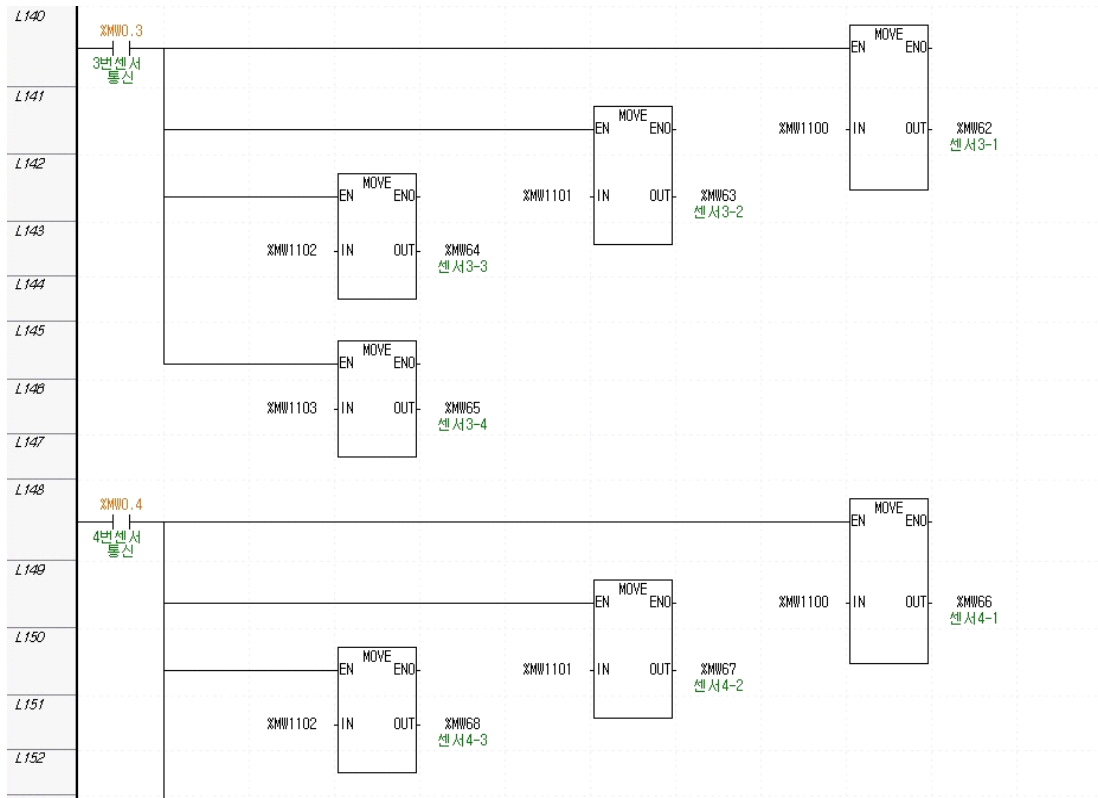 L140
%MW0.3
MOVE
EN ENO
3번센서
통신
L141
MOVE
EN ENO
%MW1100 IN OUT %MW62
센서3-1
L142
MOVE
EN ENO
%MW1101 IN OUT %MW63
센서3-2
L143
%MW1102 IN OUT %MW64
센서3-3
L144
L145
MOVE
EN ENO
L146
%MW1103 IN OUT %MW65
센서3-4
L147
L148
%MW0.4
MOVE
EN ENO
4번센서
통신
L149
MOVE
EN ENO
%MW1100 IN OUT %MW66
센서4-1
L150
MOVE
EN ENO
%MW1101 IN OUT %MW67
센서4-2
L151
%MW1102 IN OUT %MW68
센서4-3
L152